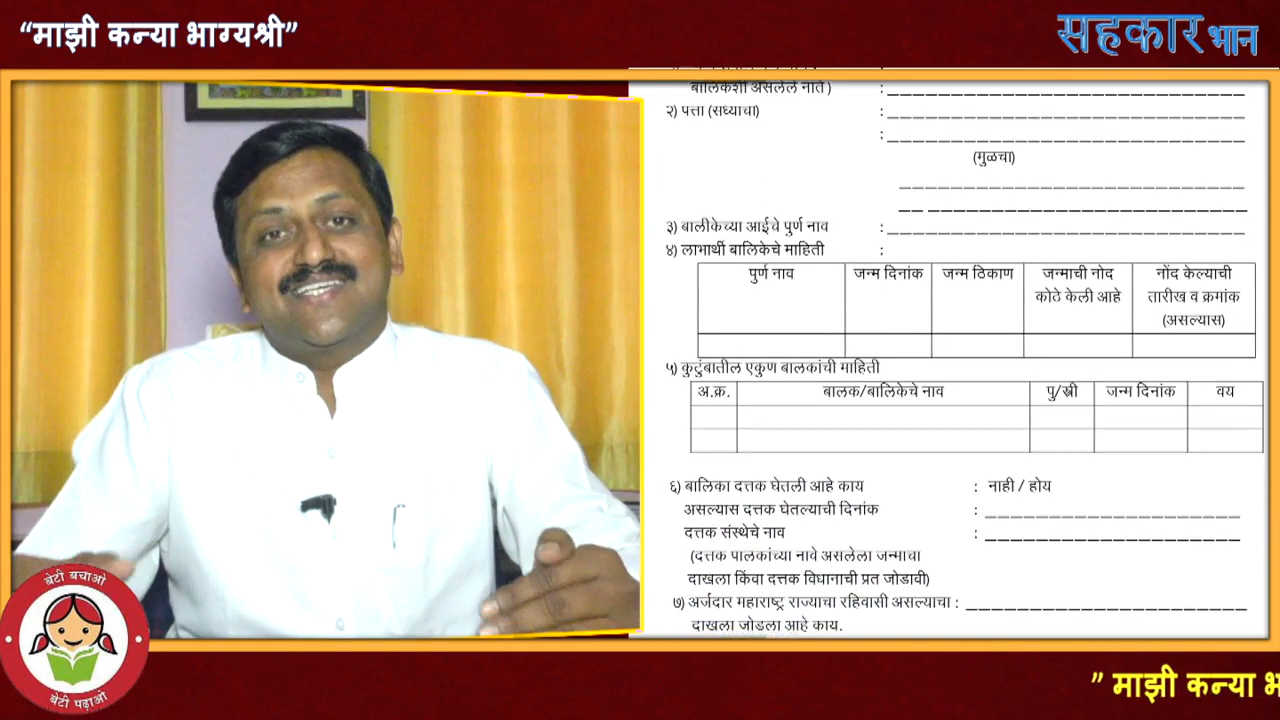 “माझी कन्या भाग्यश्री”
सहकार भान
बालिकेशी असलेले नाते ) :
२) पत्ता (सध्याचा) :
:
(गुळचा)
३) बालीकेच्या आईचे पुर्ण नाव :
४) लाभार्थी बालिकेचे माहिती :
पुर्ण नाव जन्म दिनांक जन्म ठिकाण जन्माची नोद नोंद केल्याची
कोठे केली आहे तारीख व क्रमांक
(असल्यास)
५) कुटुंबातील एकुण बालकांची माहिती
अ.क्र. बालक/बालिकेचे नाव पु/स्री जन्म दिनांक वय
६) बालिका दत्तक घेतली आहे काय : नाही / होय
असल्यास दत्तक घेतल्याची दिनांक :
दत्तक संस्थेचे नाव :
(दत्तक पालकांच्या नावे असलेला जन्माचा
दाखला किंवा दत्तक विधानाची प्रत जोडावी)
७) अर्जदार महाराष्ट्र राज्याचा रहिवासी असल्याचा :
दाखला जोडला आहे काय.
बेटी बचाओ
बेटी पढ़ाओ
” माझी कन्या भ